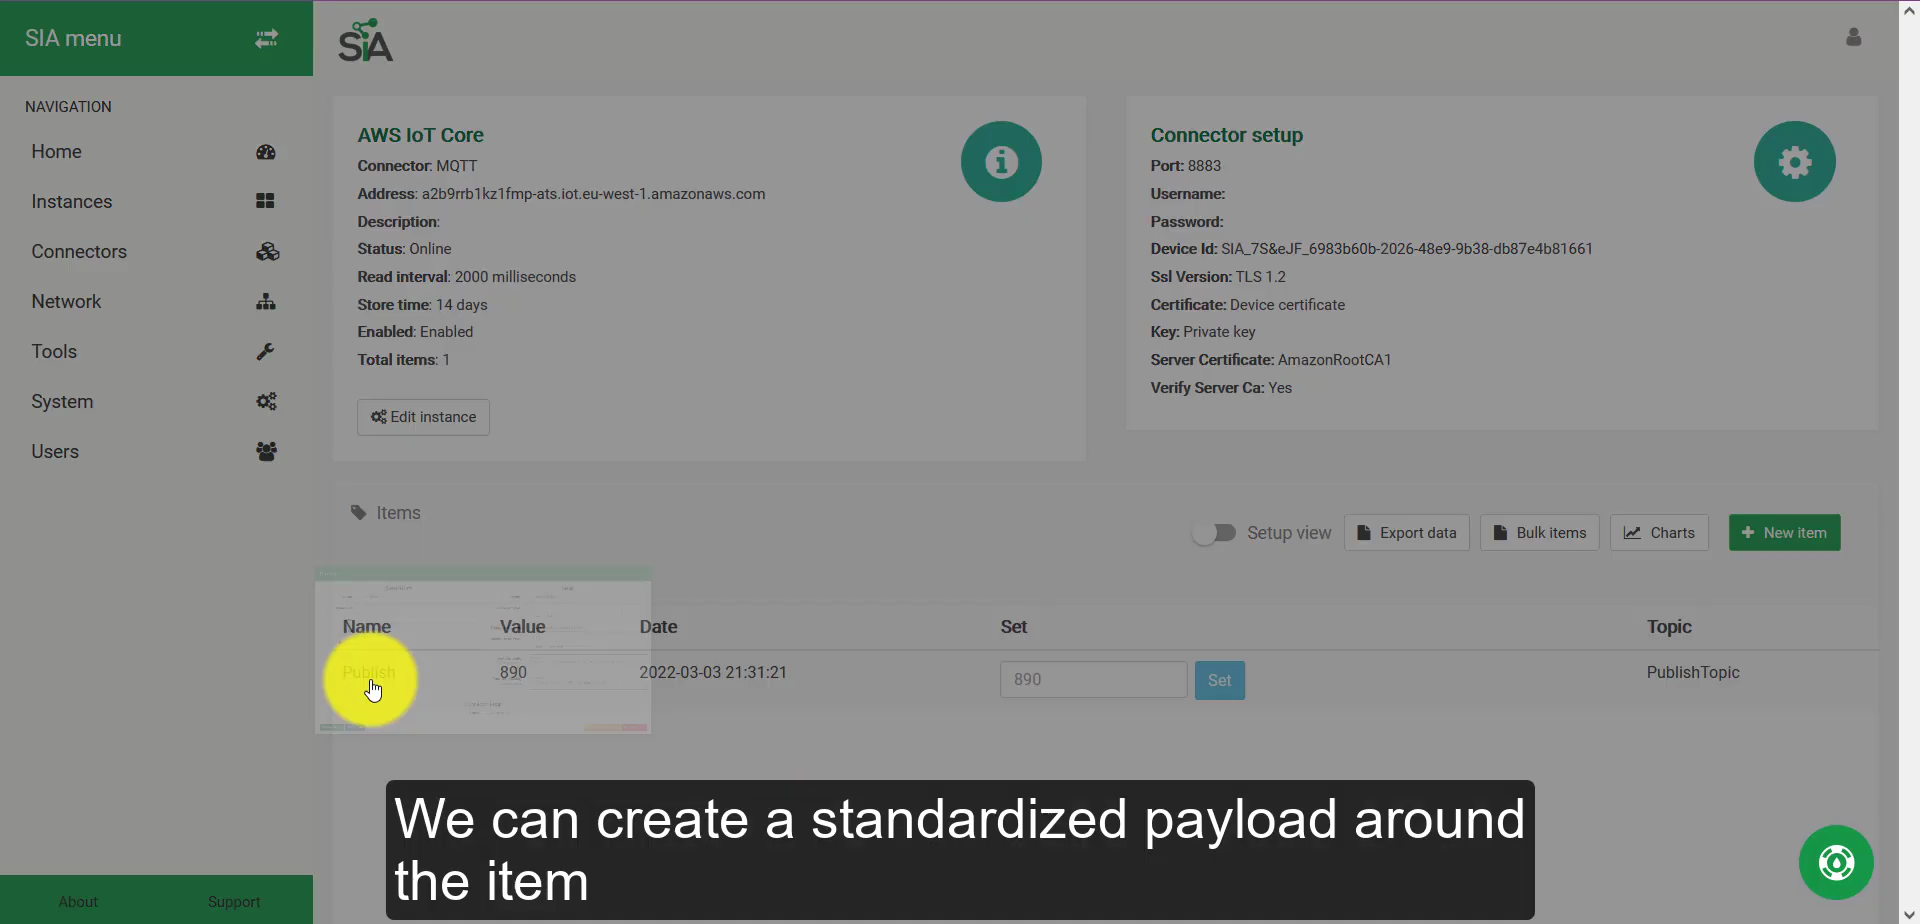 SIA menu
SiA
NAVIGATION
Home
Instances
Connectors
Network
Tools
System
Users
About
Support
AWS IoT Core
Connector: MQTT
Address: a2b9rrb1kz1fmp-ats.iot.eu-west-1.amazonaws.com
Description:
Status: Online
Read interval: 2000 milliseconds
Store time: 14 days
Enabled: Enabled
Total items: 1
Edit instance
Connector setup
Port: 8883
Username:
Password:
Device Id: SIA_7S&eJF_6983b60b-2026-48e9-9b38-db87e4b81661
Ssl Version: TLS 1.2
Certificate: Device certificate
Key: Private key
Server Certificate: AmazonRootCA1
Verify Server Ca: Yes
Items
Setup view
Export data
Bulk items
Charts
New item
Name Value Date Set Topic
Publish 890 2022-03-03 21:31:21 890 Set PublishTopic
We can create a standardized payload around
the item